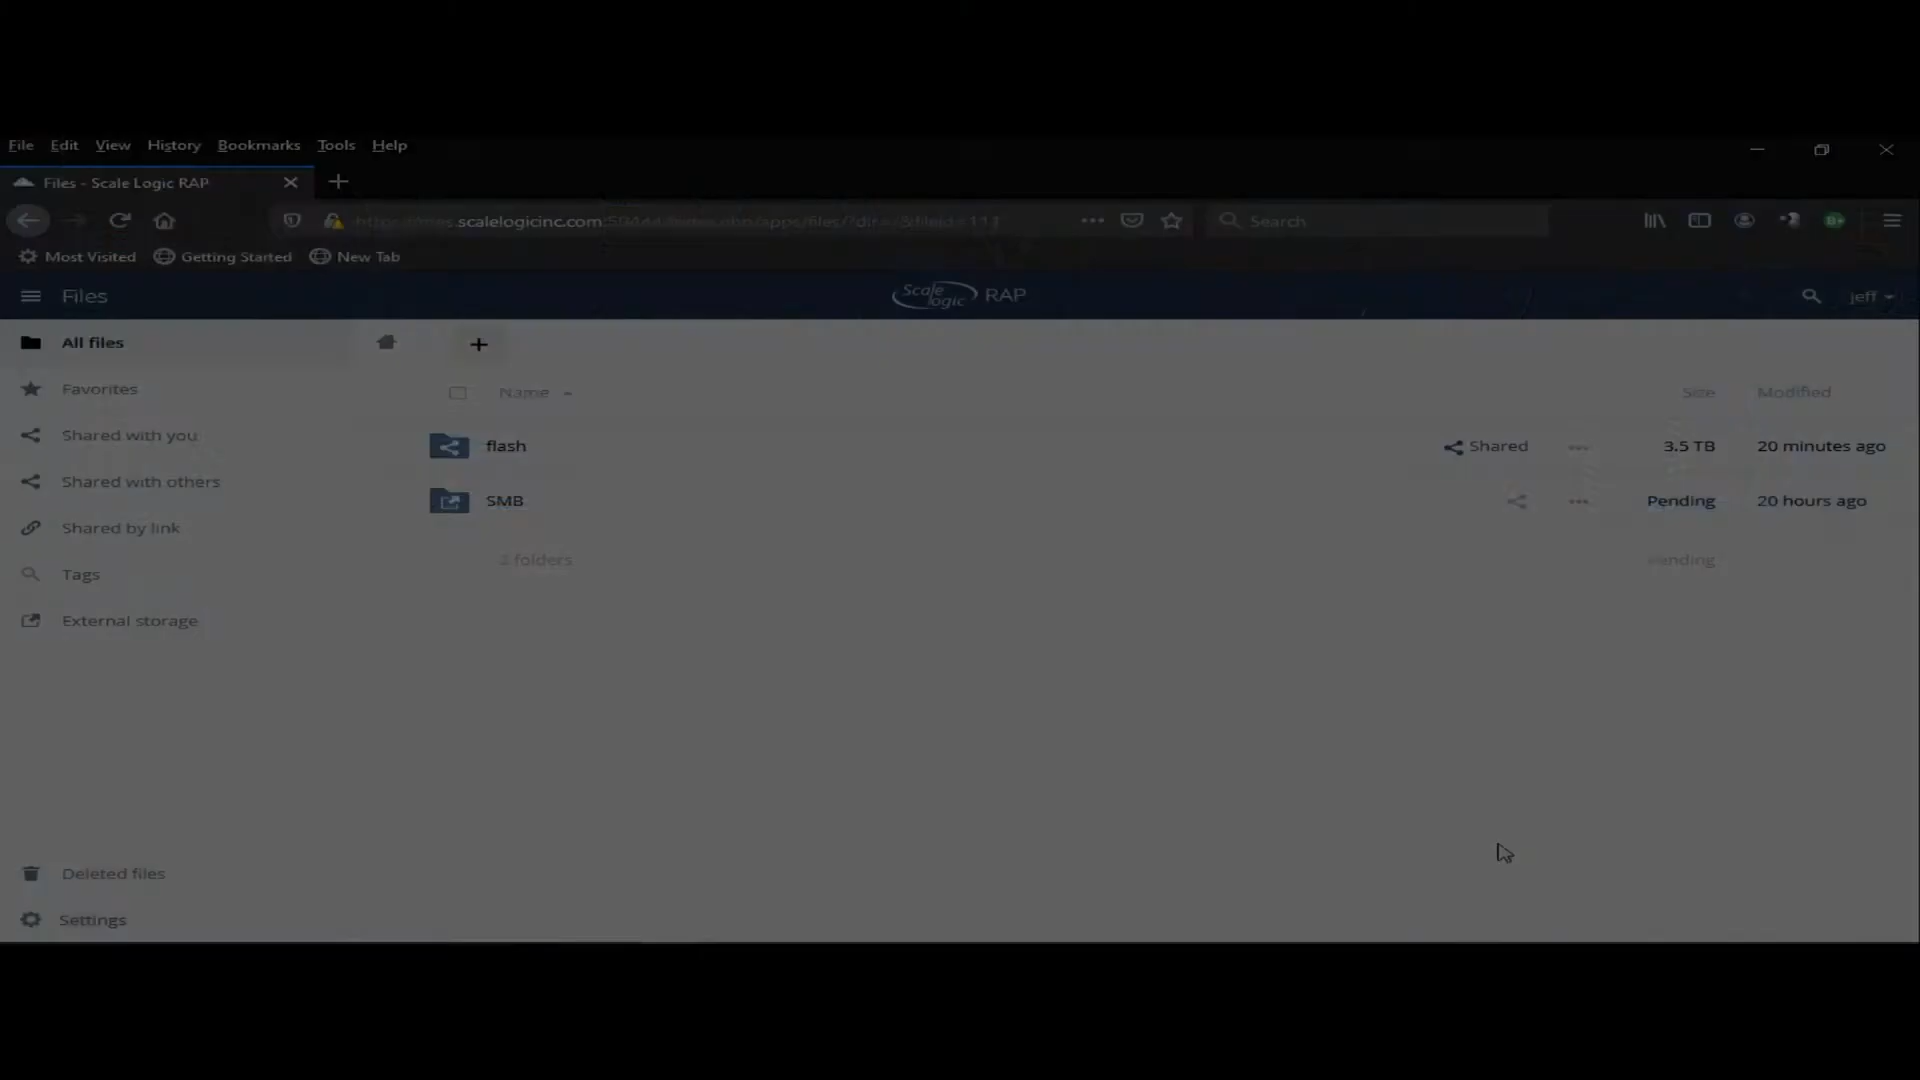 File Edit View History Bookmarks Tools Help
Files - Scale Logic RAP
scalelogicinc.com Search
Most Visited Getting Started New Tab
Files Scale Logic RAP jeff
All files
Favorites
Shared with you
Shared with others
Shared by link
Tags
External storage
Deleted files
Settings
Name Size Modified
flash Shared 3.5 TB 20 minutes ago
SMB Pending 20 hours ago
2 folders Pending